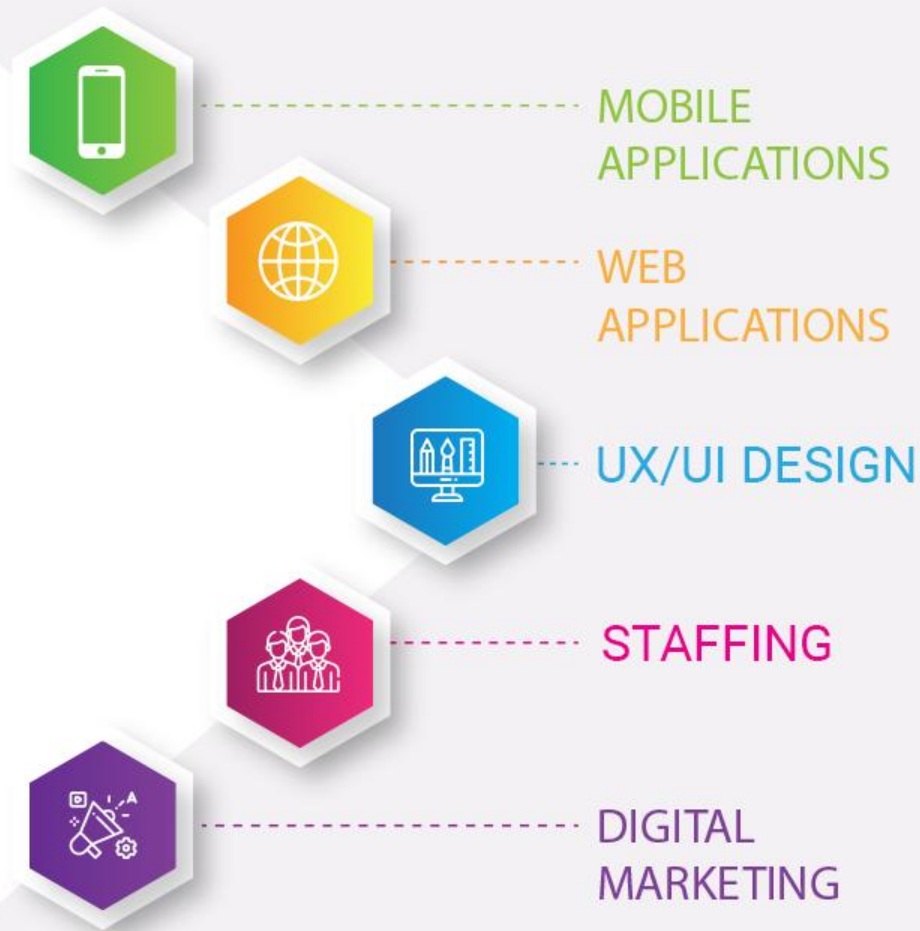 MOBILE
APPLICATIONS
WEB
APPLICATIONS
UX/UI DESIGN
STAFFING
DIGITAL
MARKETING